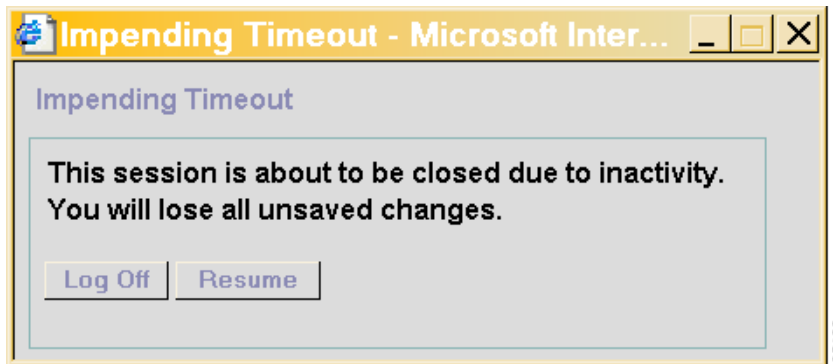 Impending Timeout - Microsoft Inter...
Impending Timeout
This session is about to be closed due to inactivity.
You will lose all unsaved changes.
Log Off Resume